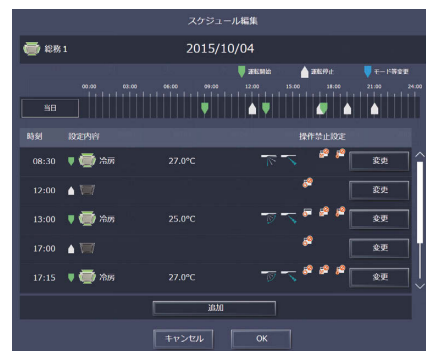 スケジュール編集
総務1 2015/10/04
運転開始 運転停止 モード等変更
00:00 03:00 06:00 09:00 12:00 15:00 18:00 21:00 24:00
当日
時刻 設定内容 操作禁止設定
08:30 冷房 27.0°C 変更
12:00 変更
13:00 冷房 25.0°C 変更
17:00 変更
17:15 冷房 27.0°C 変更
追加
キャンセル OK